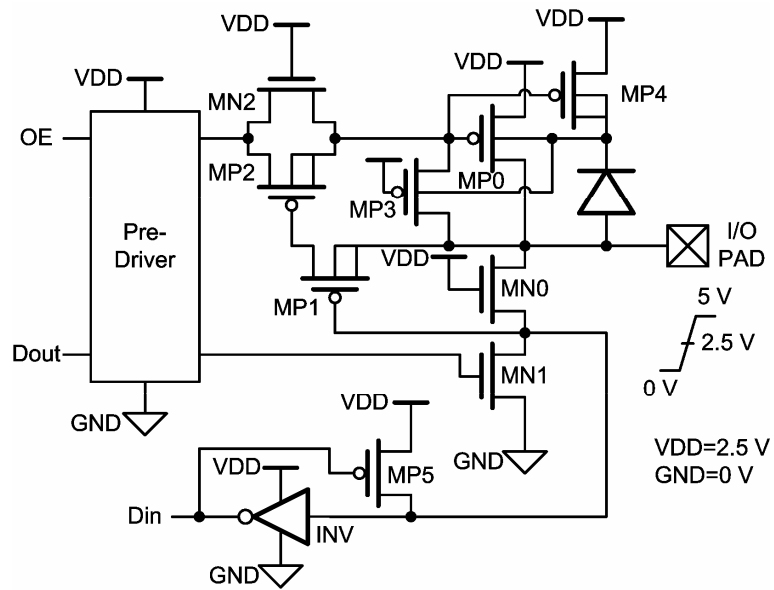 VDD
VDD
VDD
VDD
MN2
MP4
OE
MP2
MP0
MP3
Pre-
Driver
I/O
PAD
VDD
MP1
MN0
5 V
2.5 V
0 V
Dout
MN1
GND
VDD
GND
VDD=2.5 V
GND=0 V
MP5
VDD
Din
INV
GND